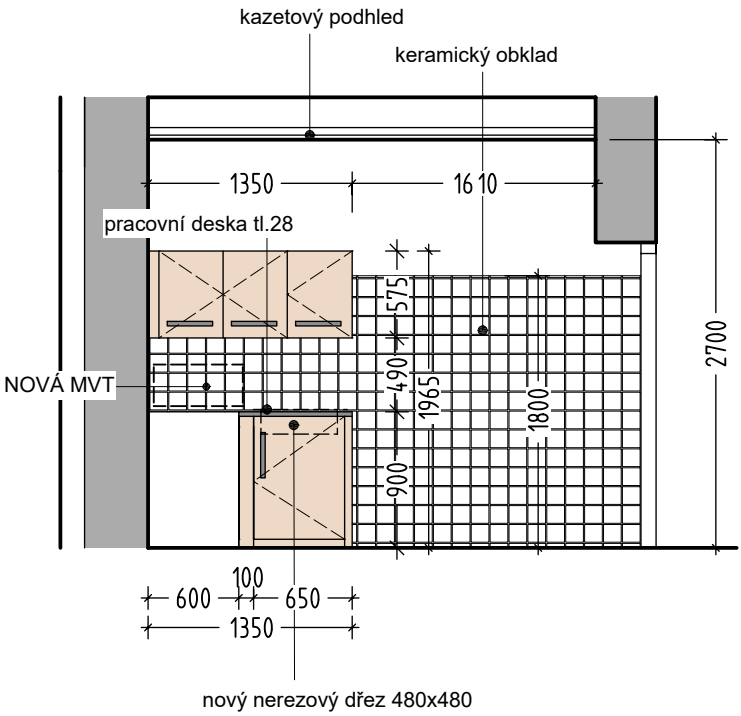 kazetový podhled
keramický obklad
1350
1610
pracovní deska tl.28
575
2700
NOVÁ MVT
490
1965
1800
900
100
600
650
1350
nový nerezový dřez 480x480